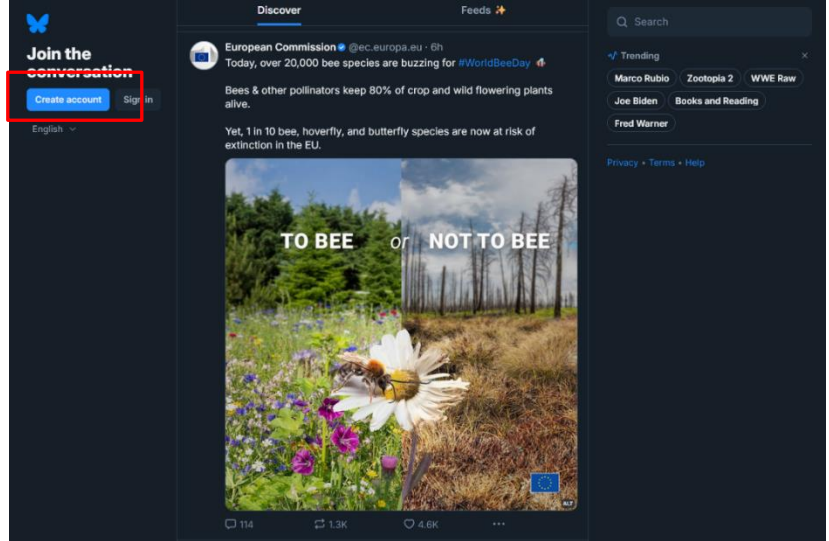 Discover
Feeds ✨
Join the
conversation
Create account
Sign in
English
European Commission @ec.europa.eu · 6h
Today, over 20,000 bee species are buzzing for #WorldBeeDay 🐝
Bees & other pollinators keep 80% of crop and wild flowering plants
alive.
Yet, 1 in 10 bee, hoverfly, and butterfly species are now at risk of
extinction in the EU.
TO BEE or NOT TO BEE
ALT
114
1.3K
4.6K
Search
Trending
Marco Rubio
Zootopia 2
WWE Raw
Joe Biden
Books and Reading
Fred Warner
Privacy • Terms • Help